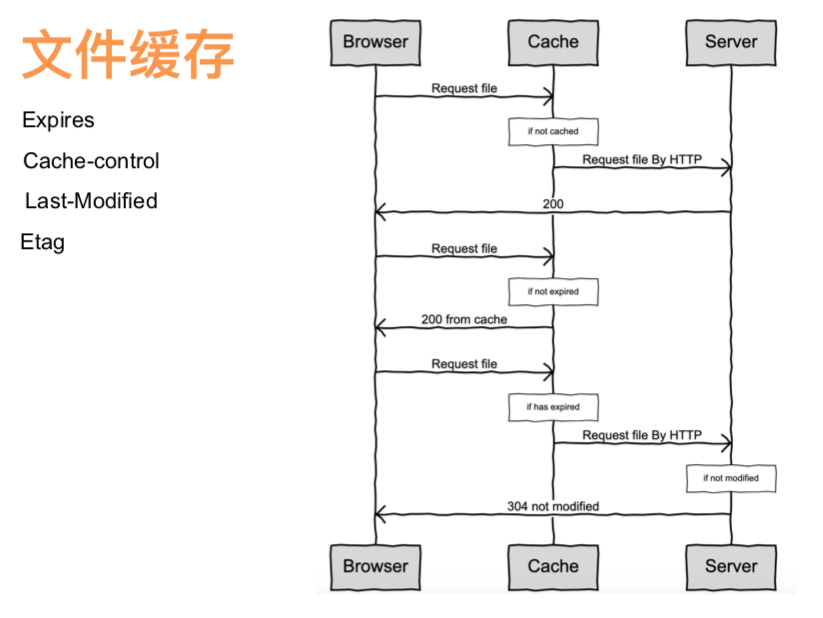 文件缓存
Expires
Cache-control
Last-Modified
Etag
Browser
Cache
Server
Request file
if not cached
Request file By HTTP
200
Request file
if not expired
200 from cache
Request file
if has expired
Request file By HTTP
if not modified
304 not modified
Browser
Cache
Server